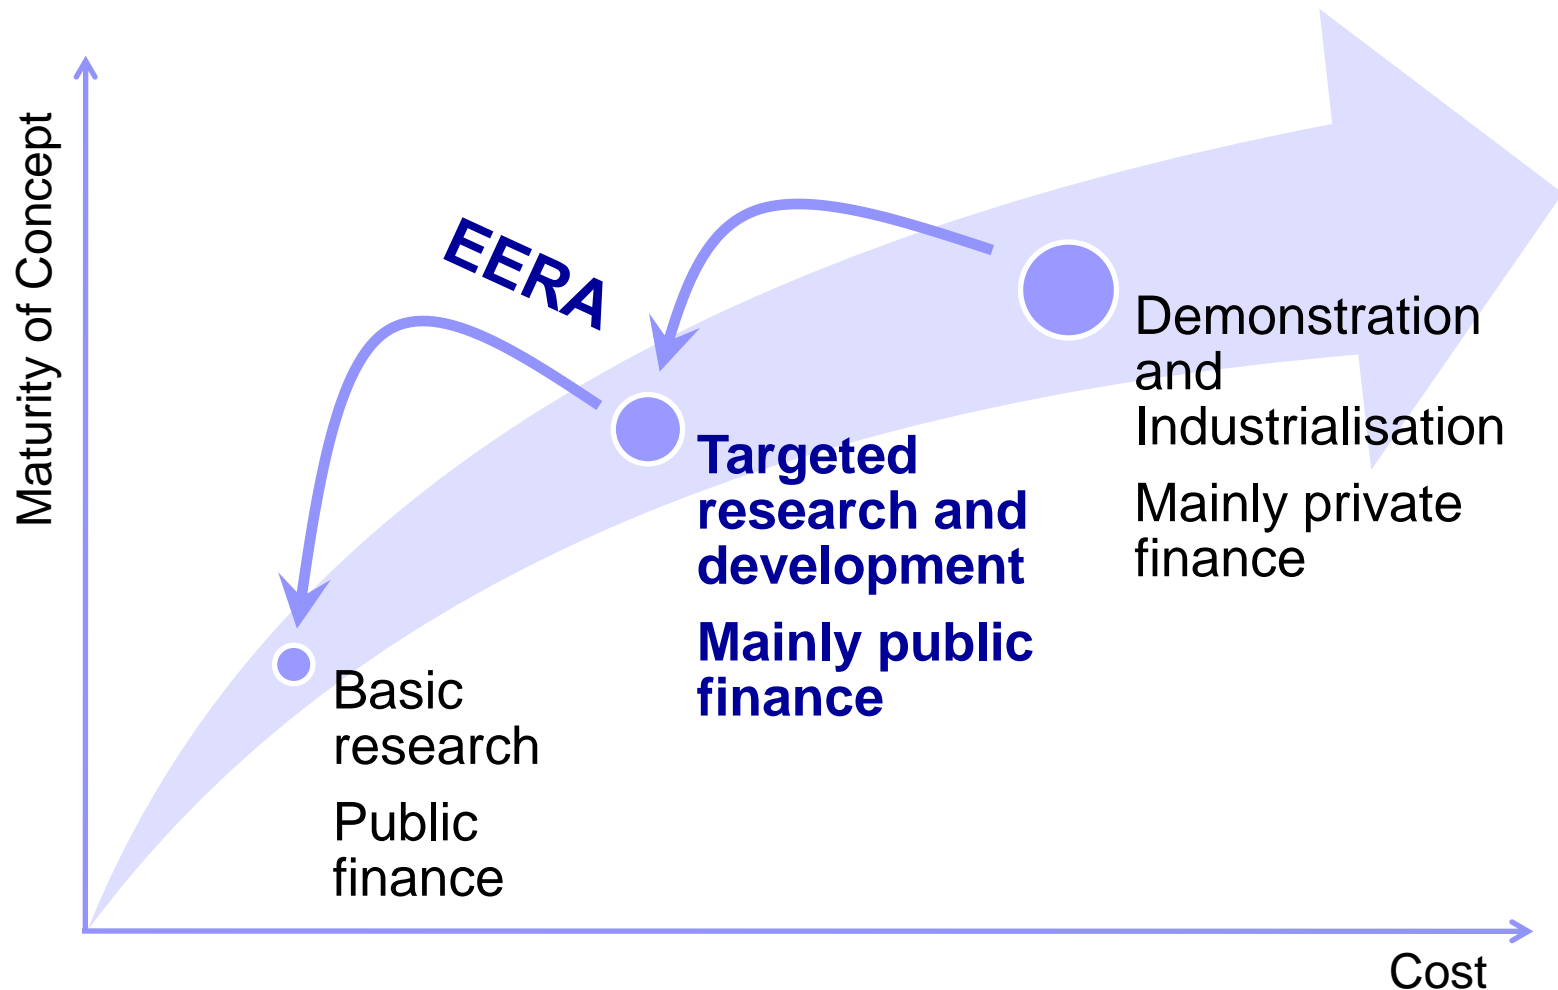 Maturity of Concept
EERA
Demonstration
and
Industrialisation
Mainly private
finance
Targeted
research and
development
Mainly public
finance
Basic
research
Public
finance
Cost